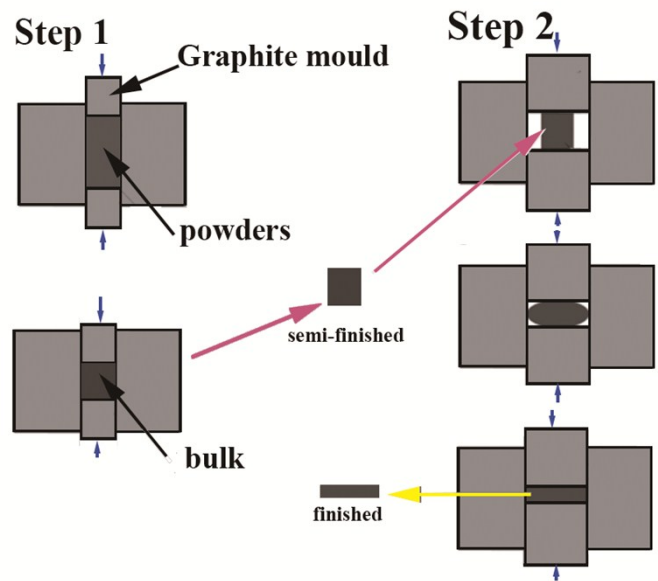 Step 1
Graphite mould
powders
bulk
semi-finished
Step 2
finished